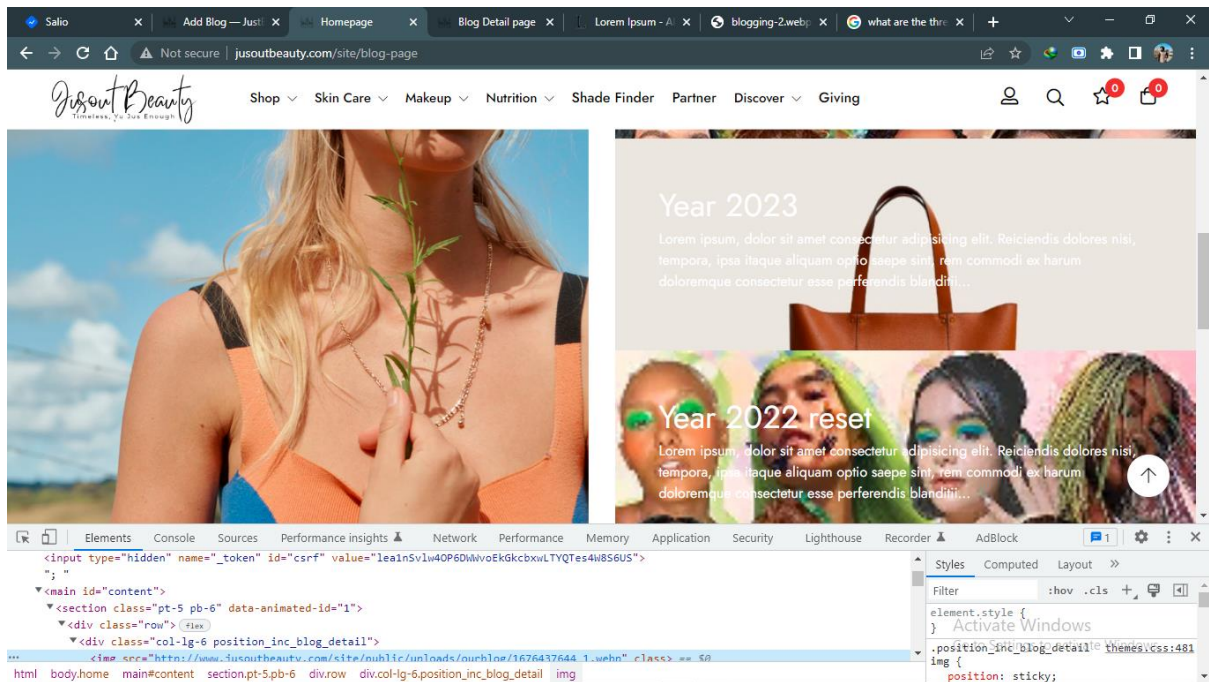 Salio
Add Blog — Justl
Homepage
Blog Detail page
Lorem Ipsum - Al
blogging-2.webp
what are the thre
Not secure | jusoutbeauty.com/site/blog-page
JusOut Beauty
Timeless, Yu Jus Enough
Shop Skin Care Makeup Nutrition Shade Finder Partner Discover Giving
0 0
Year 2023
Lorem ipsum, dolor sit amet consectetur adipisicing elit. Reiciendis dolores nisi,
tempora, ipsa itaque aliquam optio saepe sint, rem commodi ex harum
doloremque consectetur esse perferendis blanditii...
Year 2022 reset
Lorem ipsum, dolor sit amet consectetur adipisicing elit. Reiciendis dolores nisi,
tempora, ipsa itaque aliquam optio saepe sint, rem commodi ex harum
doloremque consectetur esse perferendis blanditii...
Elements Console Sources Performance insights Network Performance Memory Application Security Lighthouse Recorder AdBlock 1
<input type="hidden" name="_token" id="csrf" value="lea1nSvlw4OP6DWWvoEkGkcbxwLTYQTes4W8S6US">
"; "
<main id="content">
<section class="pt-5 pb-6" data-animated-id="1">
<div class="row"> flex
<div class="col-lg-6 position_inc_blog_detail">
<img src="http://www.jusoutbeauty.com/site/public/uploads/ourblog/1676437644_1.webp" class> == $0
html body.home main#content section.pt-5.pb-6 div.row div.col-lg-6.position_inc_blog_detail img
Styles Computed Layout
Filter :hov .cls
element.style {
}
Activate Windows
Go to Settings to activate Windows.
.position_inc_blog_detail themes.css:481
img {
position: sticky;